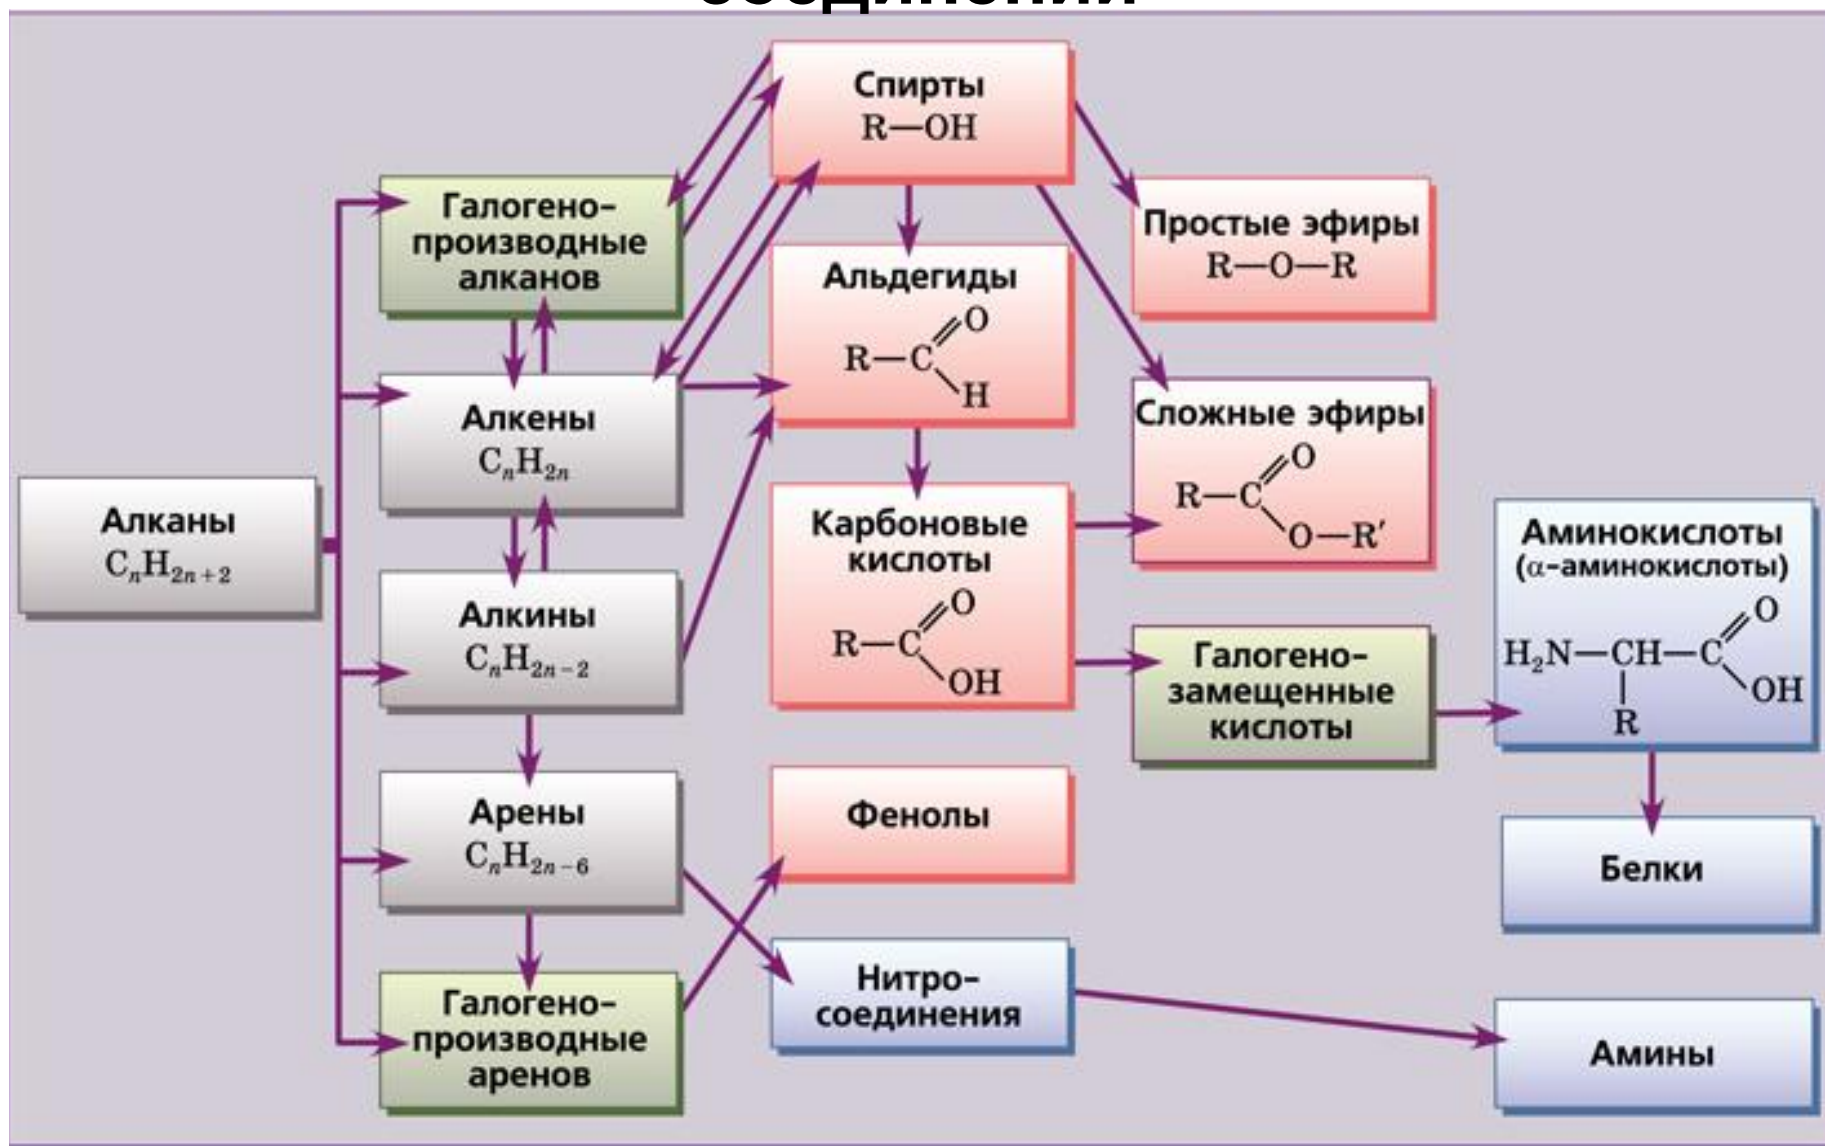 Спирты
R—OH
Галогено-
производные
алканов
Простые эфиры
R—O—R
Альдегиды
R—C
O
H
Алкены
CₙH₂ₙ
Сложные эфиры
R—C
O
O—R′
Алканы
CₙH₂ₙ₊₂
Карбоновые
кислоты
R—C
O
OH
Аминокислоты
(α-аминокислоты)
H₂N—CH—C
O
OH
R
Алкины
CₙH₂ₙ₋₂
Галогено-
замещенные
кислоты
Арены
CₙH₂ₙ₋₆
Фенолы
Белки
Галогено-
производные
аренов
Нитро-
соединения
Амины